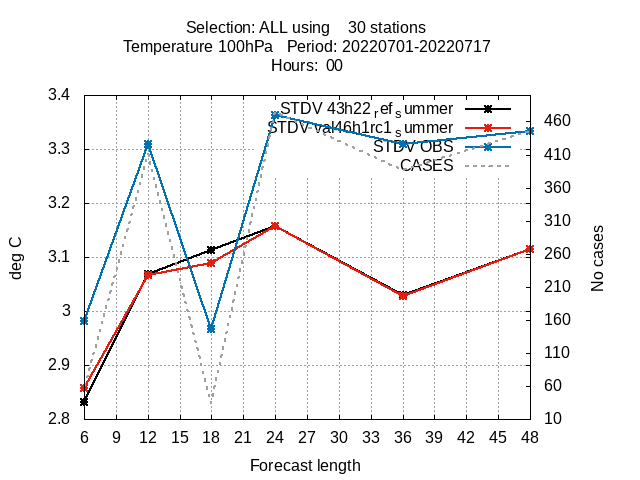 Selection: ALL using 30 stations
Temperature 100hPa Period: 20220701-20220717
Hours: 00
3.4
3.3
3.2
3.1
3
2.9
2.8
deg C
STDV 43h22 refsummer
STDV val46h1rc1summer
STDV OBS
CASES
460
410
360
310
260
210
160
110
60
10
No cases
6 9 12 15 18 21 24 27 30 33 36 39 42 45 48
Forecast length